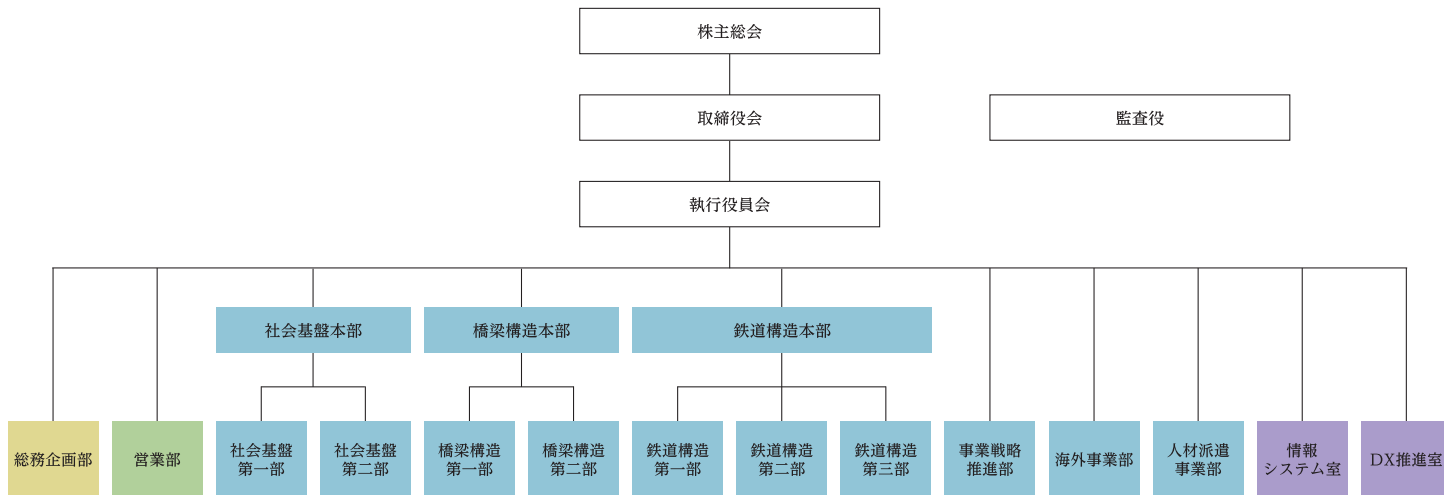 株主総会
取締役会
監査役
執行役員会
社会基盤本部
橋梁構造本部
鉄道構造本部
総務企画部
営業部
社会基盤
第一部
社会基盤
第二部
橋梁構造
第一部
橋梁構造
第二部
鉄道構造
第一部
鉄道構造
第二部
鉄道構造
第三部
事業戦略
推進部
海外事業部
人材派遣
事業部
情報
システム室
DX推進室